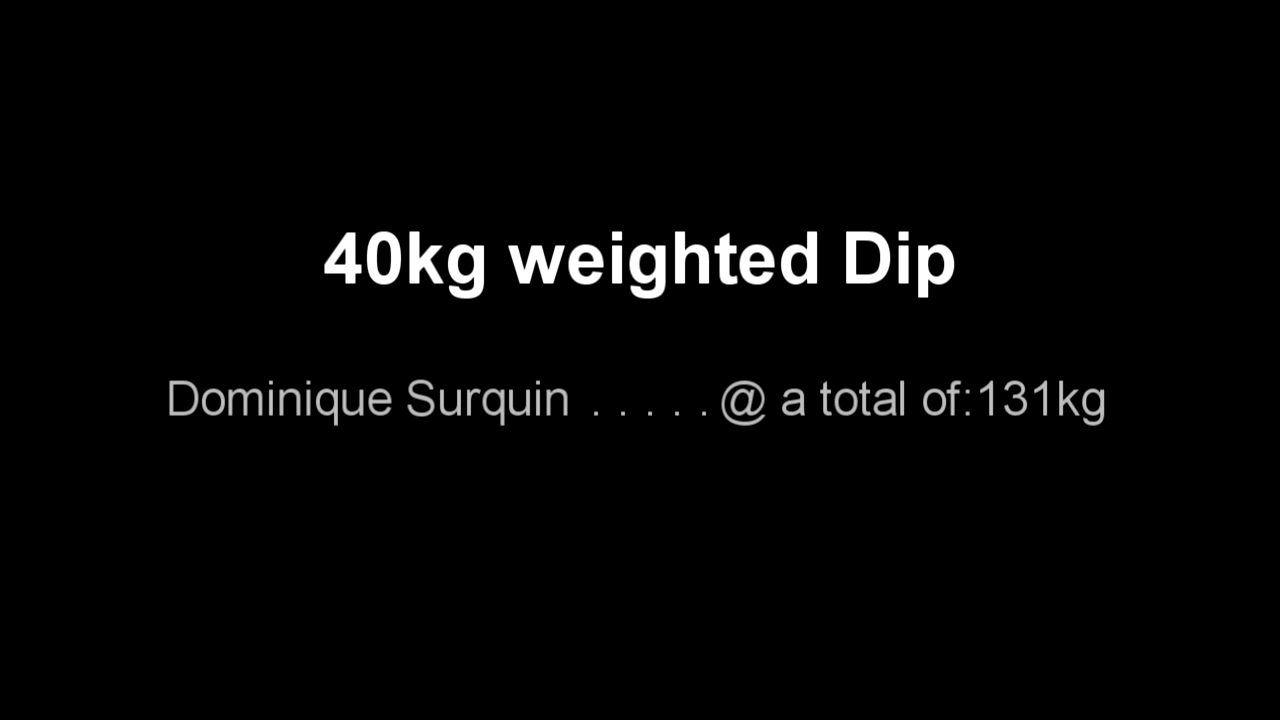 40kg weighted Dip
Dominique Surquin . . . . . @ a total of:131kg